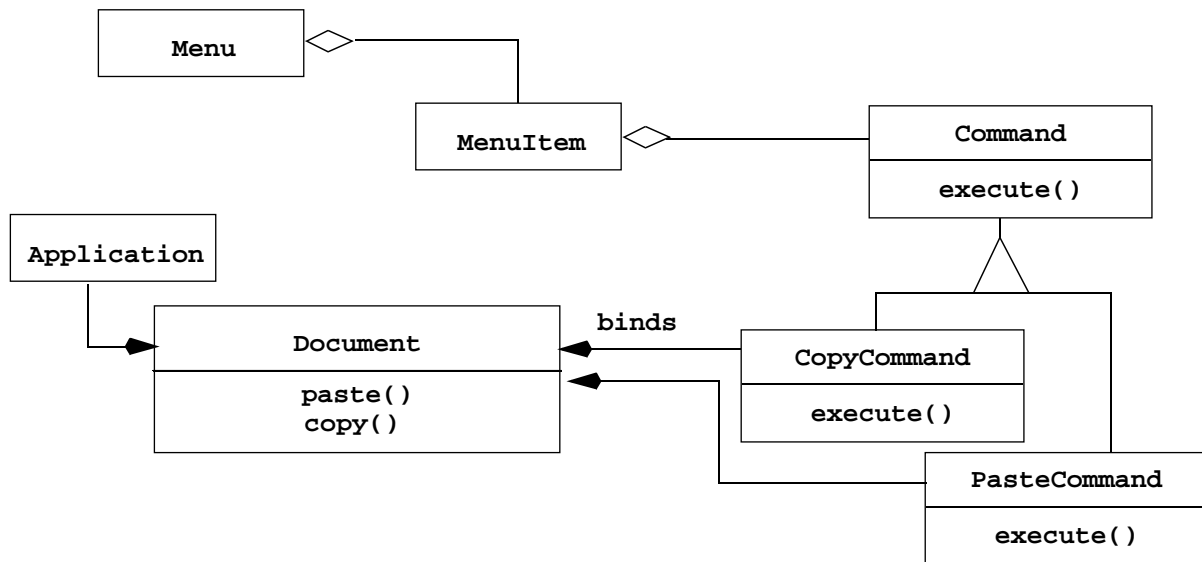 Menu
MenuItem
Command
execute()
Application
Document
paste()
copy()
binds
CopyCommand
execute()
PasteCommand
execute()